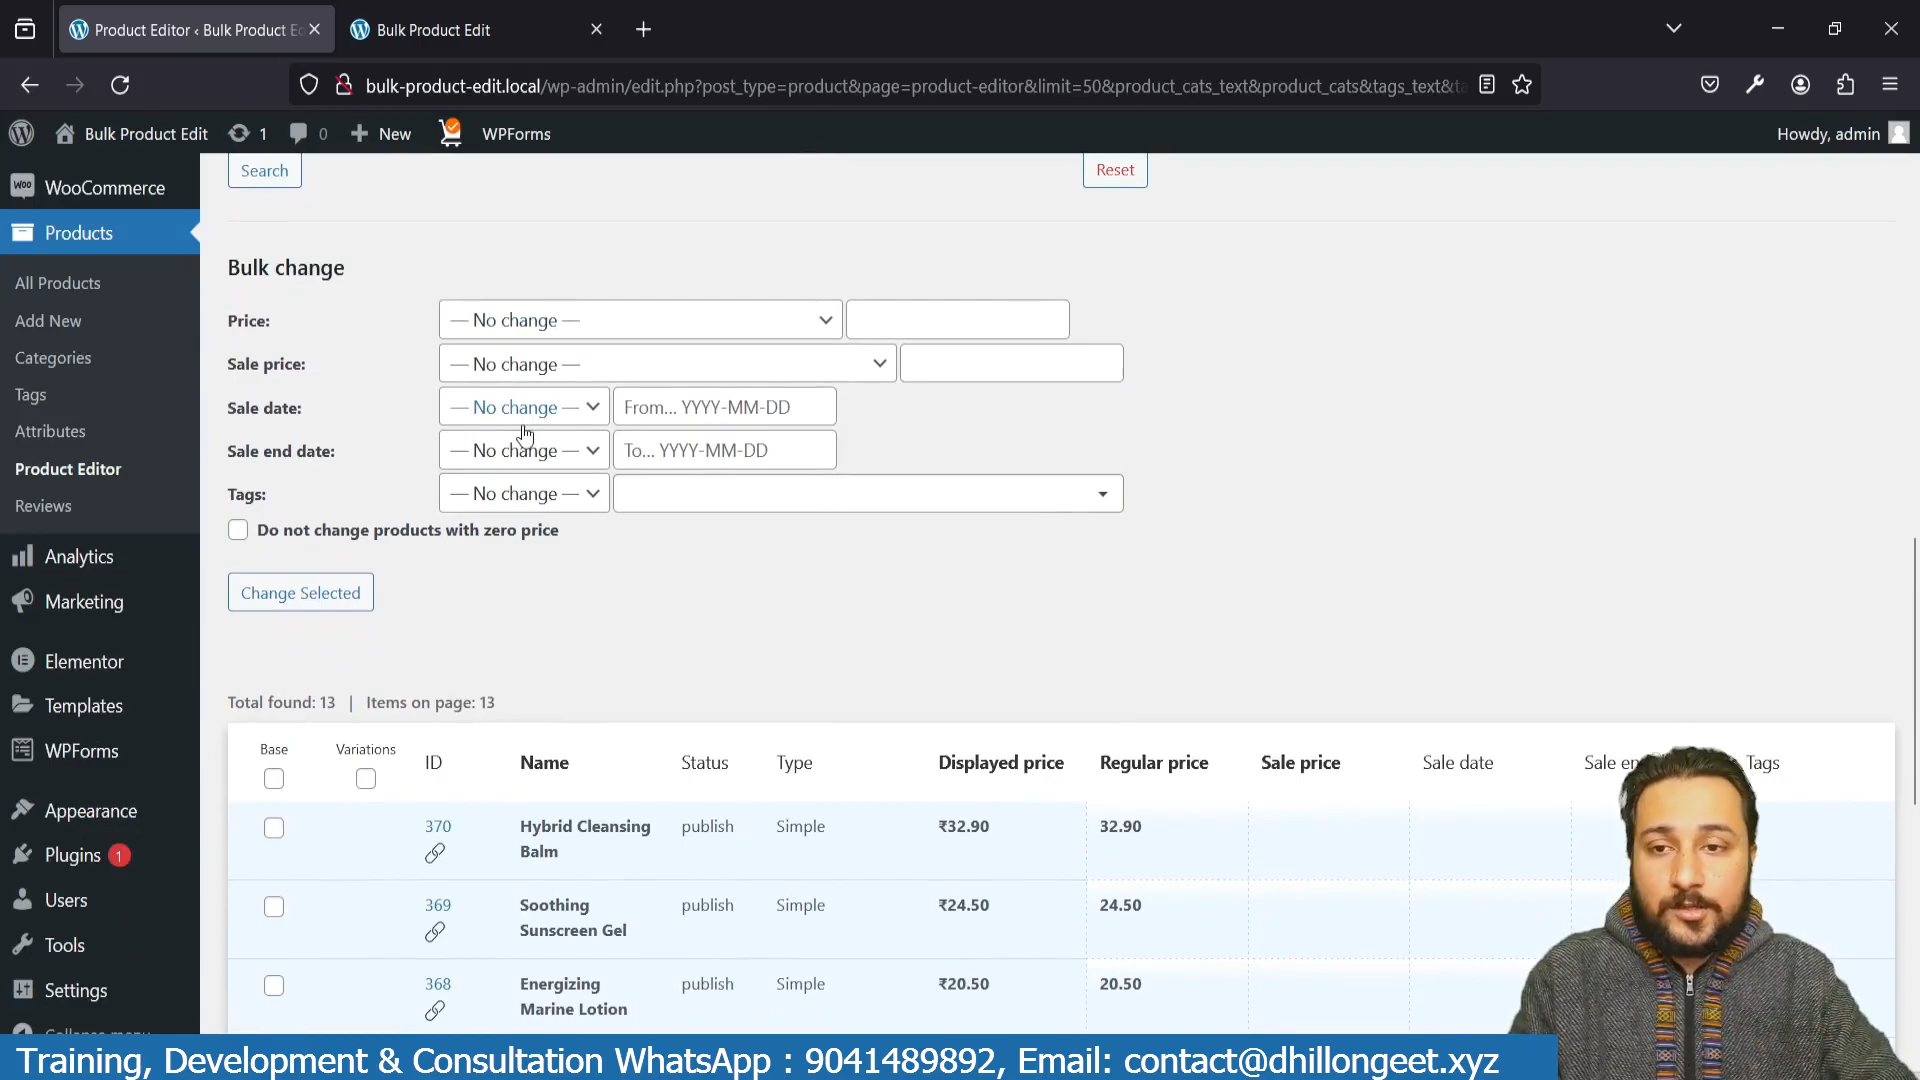 Product Editor ‹ Bulk Product Ed
Bulk Product Edit
bulk-product-edit.local/wp-admin/edit.php?post_type=product&page=product-editor&limit=50&product_cats_text&product_cats&tags_text&ta
Bulk Product Edit
1
0
New
WPForms
Howdy, admin
WooCommerce
Products
All Products
Add New
Categories
Tags
Attributes
Product Editor
Reviews
Analytics
Marketing
Elementor
Templates
WPForms
Appearance
Plugins 1
Users
Tools
Settings
Collapse menu
Search
Reset
Bulk change
Price: — No change —
Sale price: — No change —
Sale date: — No change — From... YYYY-MM-DD
Sale end date: — No change — To... YYYY-MM-DD
Tags: — No change —
Do not change products with zero price
Change Selected
Total found: 13 | Items on page: 13
Base Variations ID Name Status Type Displayed price Regular price Sale price Sale date Sale en Tags
370 Hybrid Cleansing publish Simple ₹32.90 32.90
Balm
369 Soothing publish Simple ₹24.50 24.50
Sunscreen Gel
368 Energizing publish Simple ₹20.50 20.50
Marine Lotion
Training, Development & Consultation WhatsApp : 9041489892, Email: contact@dhillongeet.xyz